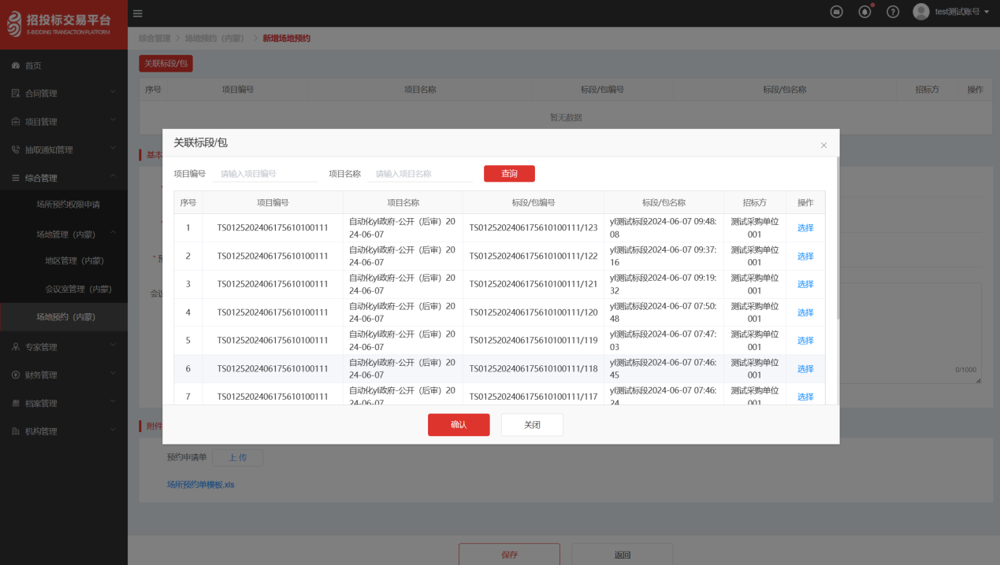 招投标交易平台
E-BIDDING TRANSACTION PLATFORM
test测试账号
首页
合同管理
项目管理
抽取通知管理
综合管理
场所预约权限申请
场地管理（内蒙）
地区管理（内蒙）
会议室管理（内蒙）
场地预约（内蒙）
专家管理
财务管理
档案管理
机构管理
综合管理 > 场地预约（内蒙） > 新增场地预约
关联标段/包
序号 项目编号 项目名称 标段/包编号 标段/包名称 招标方 操作
暂无数据
基本
* 预
会议
0/1000
关联标段/包
项目编号 请输入项目编号 项目名称 请输入项目名称 查询
序号 项目编号 项目名称 标段/包编号 标段/包名称 招标方 操作
1 TS0125202406175610100111 自动化yl政府-公开（后审）2024-06-07 TS0125202406175610100111/123 yl测试标段2024-06-07 09:48:08 测试采购单位001 选择
2 TS0125202406175610100111 自动化yl政府-公开（后审）2024-06-07 TS0125202406175610100111/122 yl测试标段2024-06-07 09:37:16 测试采购单位001 选择
3 TS0125202406175610100111 自动化yl政府-公开（后审）2024-06-07 TS0125202406175610100111/121 yl测试标段2024-06-07 09:19:32 测试采购单位001 选择
4 TS0125202406175610100111 自动化yl政府-公开（后审）2024-06-07 TS0125202406175610100111/120 yl测试标段2024-06-07 07:50:48 测试采购单位001 选择
5 TS0125202406175610100111 自动化yl政府-公开（后审）2024-06-07 TS0125202406175610100111/119 yl测试标段2024-06-07 07:47:03 测试采购单位001 选择
6 TS0125202406175610100111 自动化yl政府-公开（后审）2024-06-07 TS0125202406175610100111/118 yl测试标段2024-06-07 07:46:45 测试采购单位001 选择
7 TS0125202406175610100111 自动化yl政府-公开（后审）2024-06-07 TS0125202406175610100111/117 yl测试标段2024-06-07 07:46:24 测试采购单位001 选择
确认 关闭
附件
预约申请单 上传
场所预约单模板.xls
保存 返回